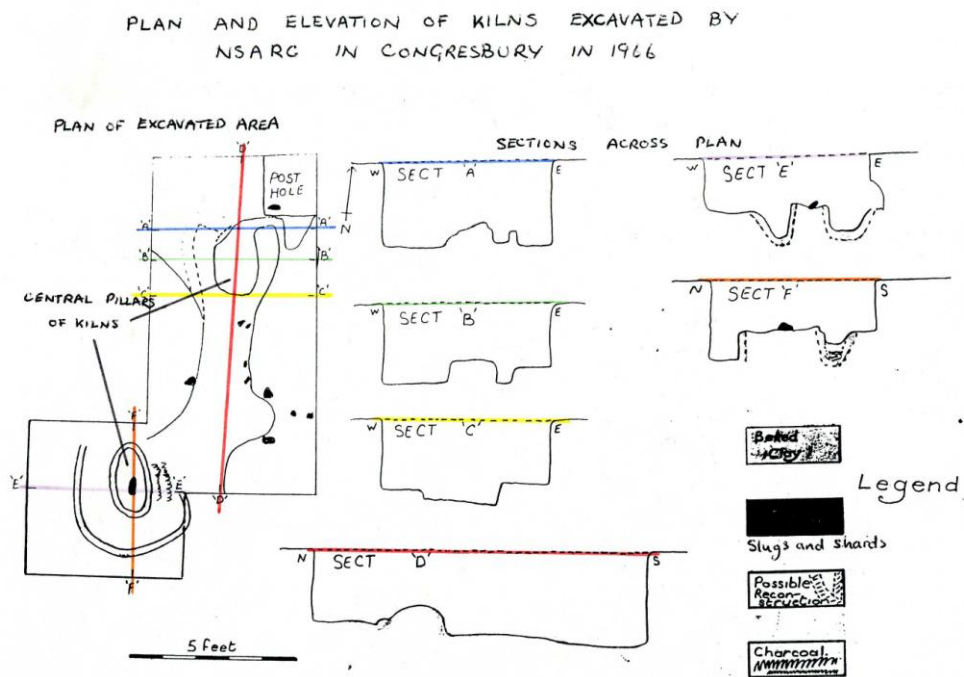 PLAN AND ELEVATION OF KILNS EXCAVATED BY
NSARC IN CONGRESBURY IN 1966
PLAN OF EXCAVATED AREA
SECTIONS ACROSS PLAN
'D'
POST
HOLE
N
'A' 'A'
'B' 'B'
'C' 'C'
CENTRAL PILLARS
OF KILNS
'F'
'E' 'E'
'D'
'F'
5 feet
W SECT 'A' E
W SECT 'B' E
W SECT 'C' E
N SECT 'D' S
W SECT 'E' E
N SECT 'F' S
Baked
Clay
Legend
Slugs and shards
Possible
Recon-
struction
Charcoal